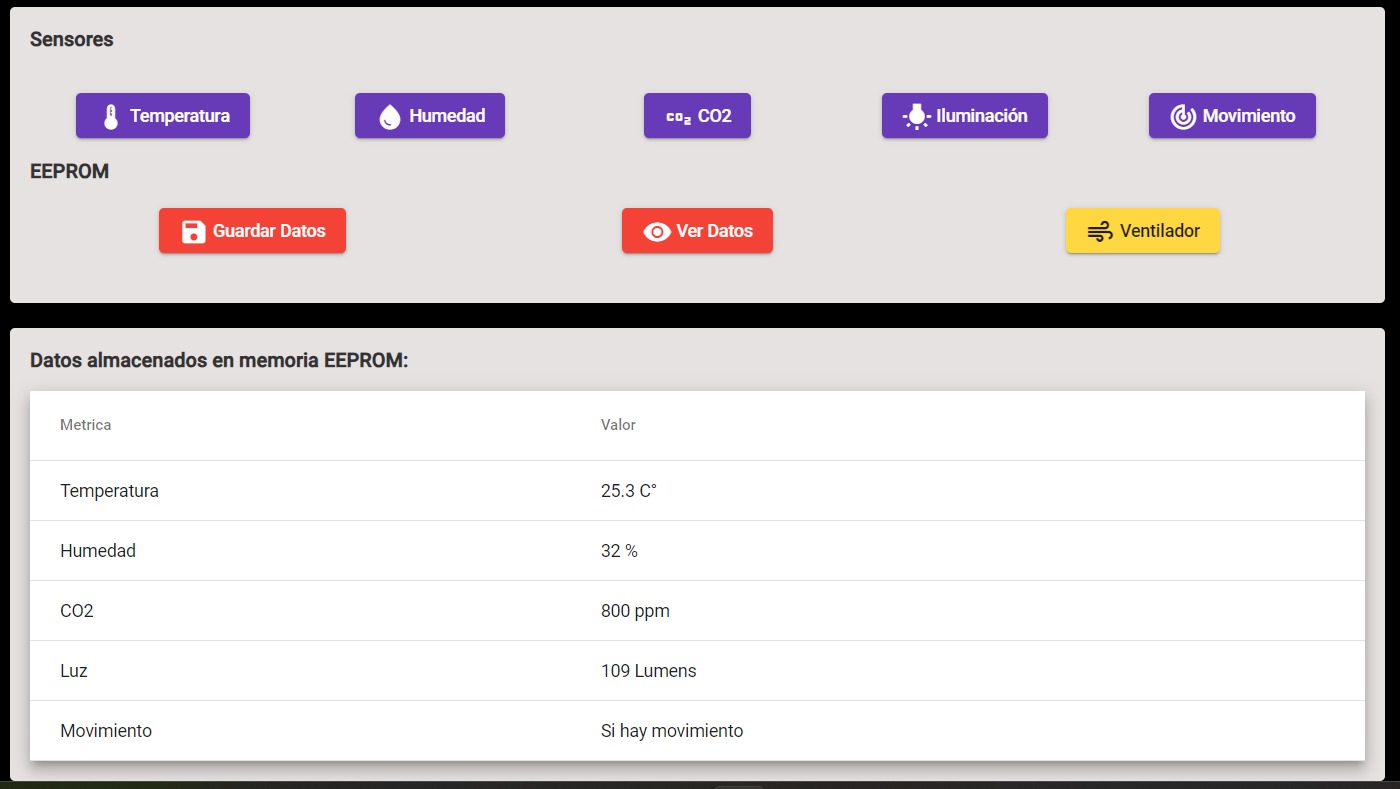 Sensores
Temperatura Humedad CO2 CO2 Iluminación Movimiento
EEPROM
Guardar Datos Ver Datos Ventilador
Datos almacenados en memoria EEPROM:
Metrica Valor
Temperatura 25.3 C°
Humedad 32 %
CO2 800 ppm
Luz 109 Lumens
Movimiento Si hay movimiento